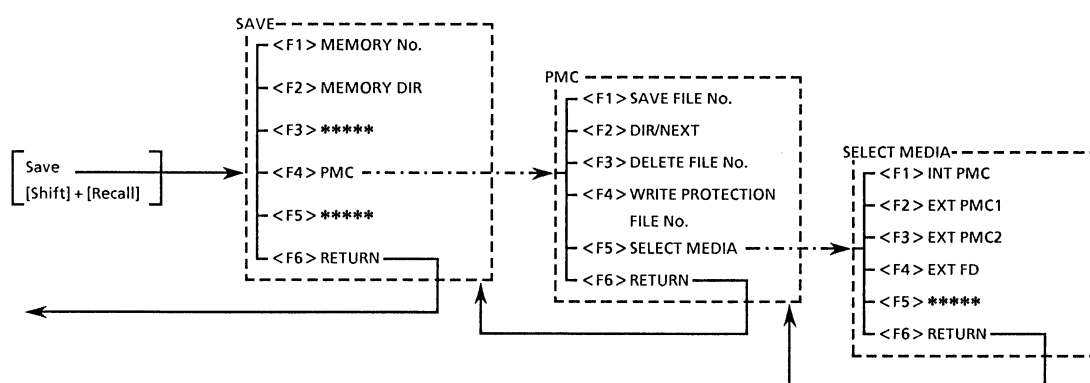 SAVE
<F1> MEMORY No.
<F2> MEMORY DIR
<F3> *****
<F4> PMC
<F5> *****
<F6> RETURN
Save
[Shift] + [Recall]
PMC
<F1> SAVE FILE No.
<F2> DIR/NEXT
<F3> DELETE FILE No.
<F4> WRITE PROTECTION
FILE No.
<F5> SELECT MEDIA
<F6> RETURN
SELECT MEDIA
<F1> INT PMC
<F2> EXT PMC1
<F3> EXT PMC2
<F4> EXT FD
<F5> *****
<F6> RETURN